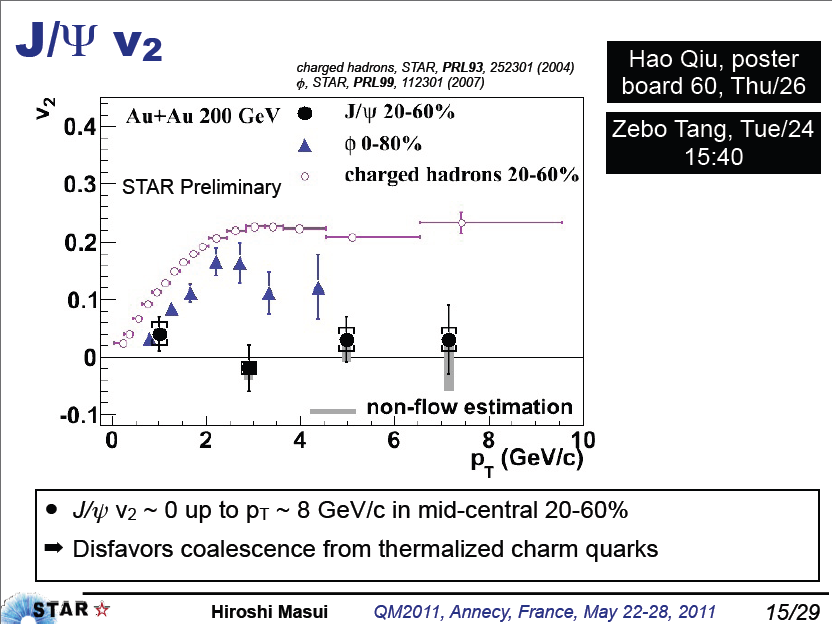 J/Ψ v2
charged hadrons, STAR, PRL93, 252301 (2004)
ϕ, STAR, PRL99, 112301 (2007)
Hao Qiu, poster
board 60, Thu/26
Zebo Tang, Tue/24
15:40
v2
Au+Au 200 GeV
J/ψ 20-60%
ϕ 0-80%
charged hadrons 20-60%
STAR Preliminary
0.4
0.3
0.2
0.1
0
-0.1
non-flow estimation
0 2 4 6 8 10
pT (GeV/c)
● J/ψ v2 ~ 0 up to pT ~ 8 GeV/c in mid-central 20-60%
➡ Disfavors coalescence from thermalized charm quarks
STAR ☆
Hiroshi Masui
QM2011, Annecy, France, May 22-28, 2011
15/29